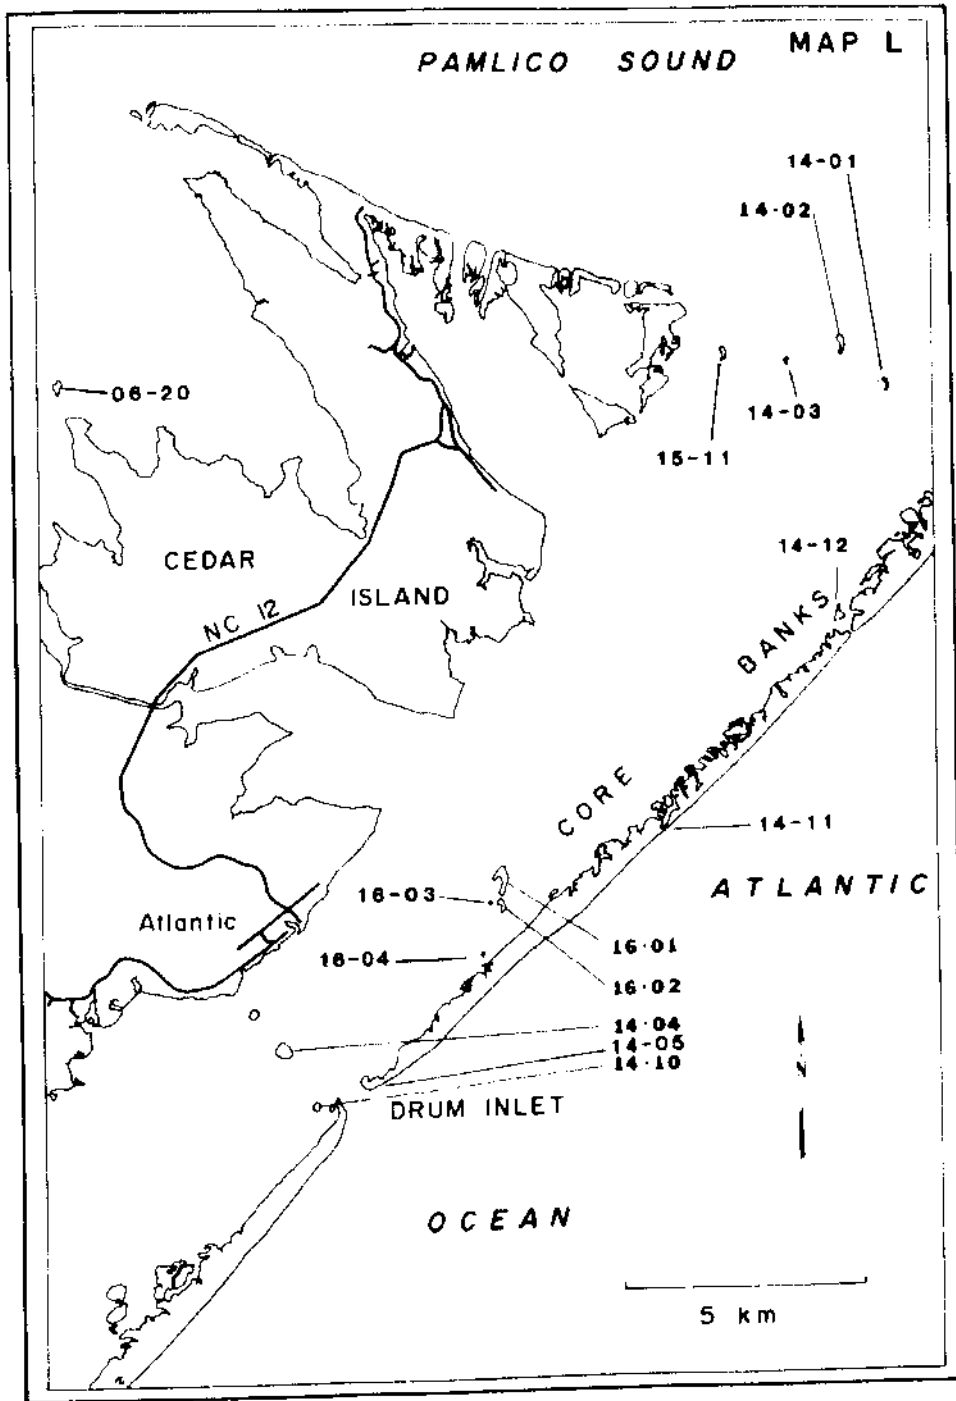 PAMLICO SOUND
MAP L
14-01
14·02
06-20
14-03
15-11
14-12
CEDAR
ISLAND
NC 12
BANKS
CORE
14-11
ATLANTIC
16-03
Atlantic
16·01
16-04
16·02
14·04
14-05
14·10
DRUM INLET
N
OCEAN
5 km